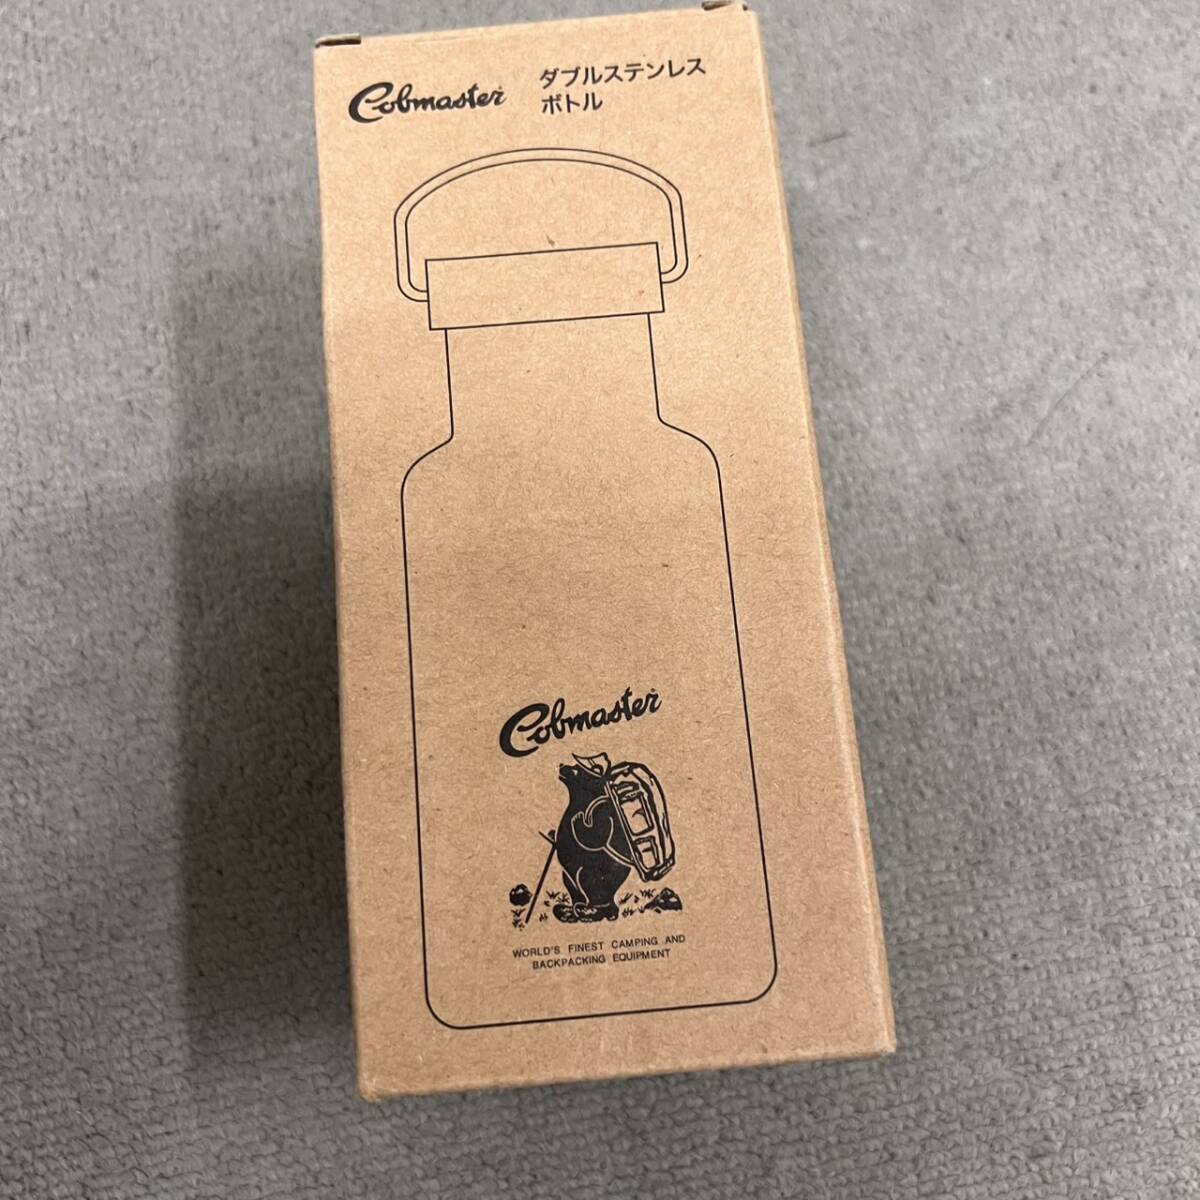 Cobmaster
ダブルステンレス
ボトル
Cobmaster
WORLD'S FINEST CAMPING AND
BACKPACKING EQUIPMENT